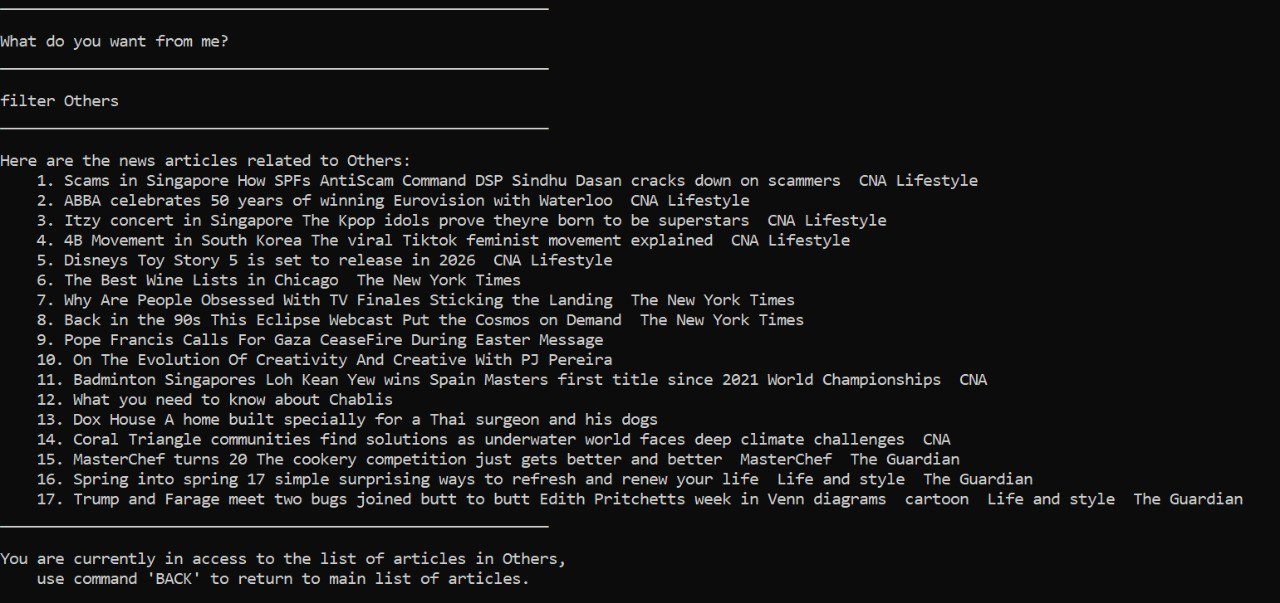 What do you want from me?
filter Others
Here are the news articles related to Others:
1. Scams in Singapore How SPFs AntiScam Command DSP Sindhu Dasan cracks down on scammers  CNA Lifestyle
2. ABBA celebrates 50 years of winning Eurovision with Waterloo  CNA Lifestyle
3. Itzy concert in Singapore The Kpop idols prove theyre born to be superstars  CNA Lifestyle
4. 4B Movement in South Korea The viral Tiktok feminist movement explained  CNA Lifestyle
5. Disneys Toy Story 5 is set to release in 2026  CNA Lifestyle
6. The Best Wine Lists in Chicago  The New York Times
7. Why Are People Obsessed With TV Finales Sticking the Landing  The New York Times
8. Back in the 90s This Eclipse Webcast Put the Cosmos on Demand  The New York Times
9. Pope Francis Calls For Gaza CeaseFire During Easter Message
10. On The Evolution Of Creativity And Creative With PJ Pereira
11. Badminton Singapores Loh Kean Yew wins Spain Masters first title since 2021 World Championships  CNA
12. What you need to know about Chablis
13. Dox House A home built specially for a Thai surgeon and his dogs
14. Coral Triangle communities find solutions as underwater world faces deep climate challenges  CNA
15. MasterChef turns 20 The cookery competition just gets better and better  MasterChef  The Guardian
16. Spring into spring 17 simple surprising ways to refresh and renew your life  Life and style  The Guardian
17. Trump and Farage meet two bugs joined butt to butt Edith Pritchetts week in Venn diagrams  cartoon  Life and style  The Guardian
You are currently in access to the list of articles in Others,
use command 'BACK' to return to main list of articles.